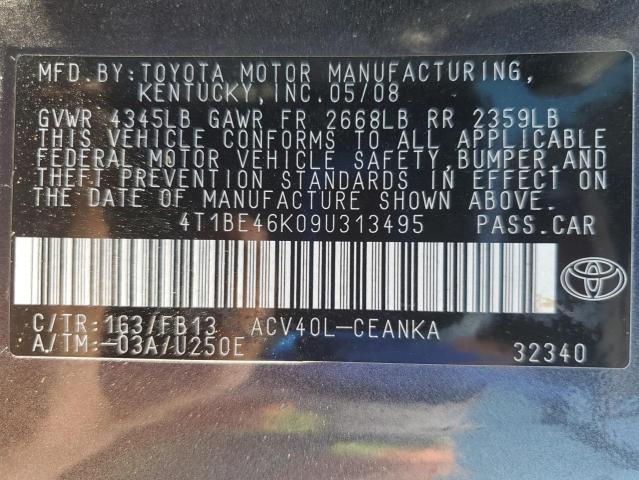 MFD.BY:TOYOTA MOTOR MANUFACTURING,
KENTUCKY,INC.05/08
GVWR 4345LB GAWR FR 2668LB RR 2359LB
THIS VEHICLE CONFORMS TO ALL APPLICABLE
FEDERAL MOTOR VEHICLE SAFETY,BUMPER,AND
THEFT PREVENTION STANDARDS IN EFFECT ON
THE DATE OF MANUFACTURE SHOWN ABOVE.
4T1BE46K09U313495 PASS.CAR
C/TR:1G3/FB13 ACV40L-CEANKA
A/TM:-03A/U250E 32340